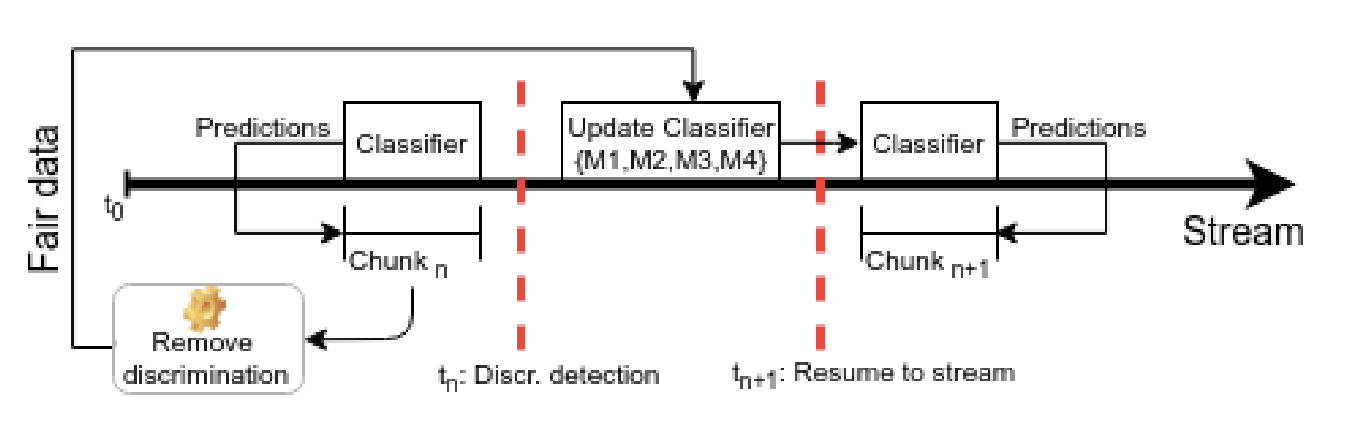 Fair data
Predictions
Classifier
Update Classifier
{M1,M2,M3,M4}
Classifier
Predictions
t0
Stream
Chunk n
Chunk n+1
Remove
discrimination
tn: Discr. detection
tn+1: Resume to stream